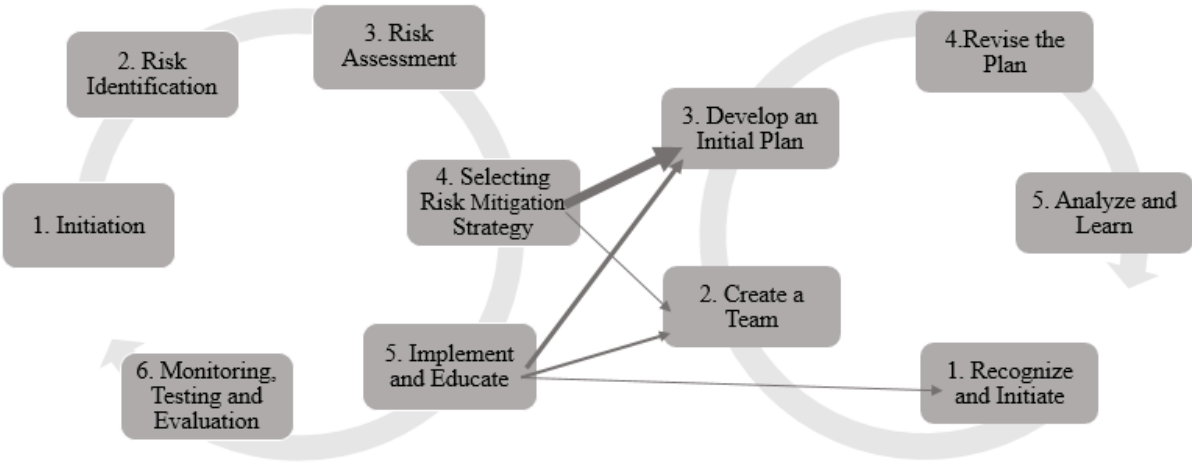 1. Initiation
2. Risk
Identification
3. Risk
Assessment
4. Selecting
Risk Mitigation
Strategy
5. Implement
and Educate
6. Monitoring,
Testing and
Evaluation
1. Recognize
and Initiate
2. Create a
Team
3. Develop an
Initial Plan
4.Revise the
Plan
5. Analyze and
Learn